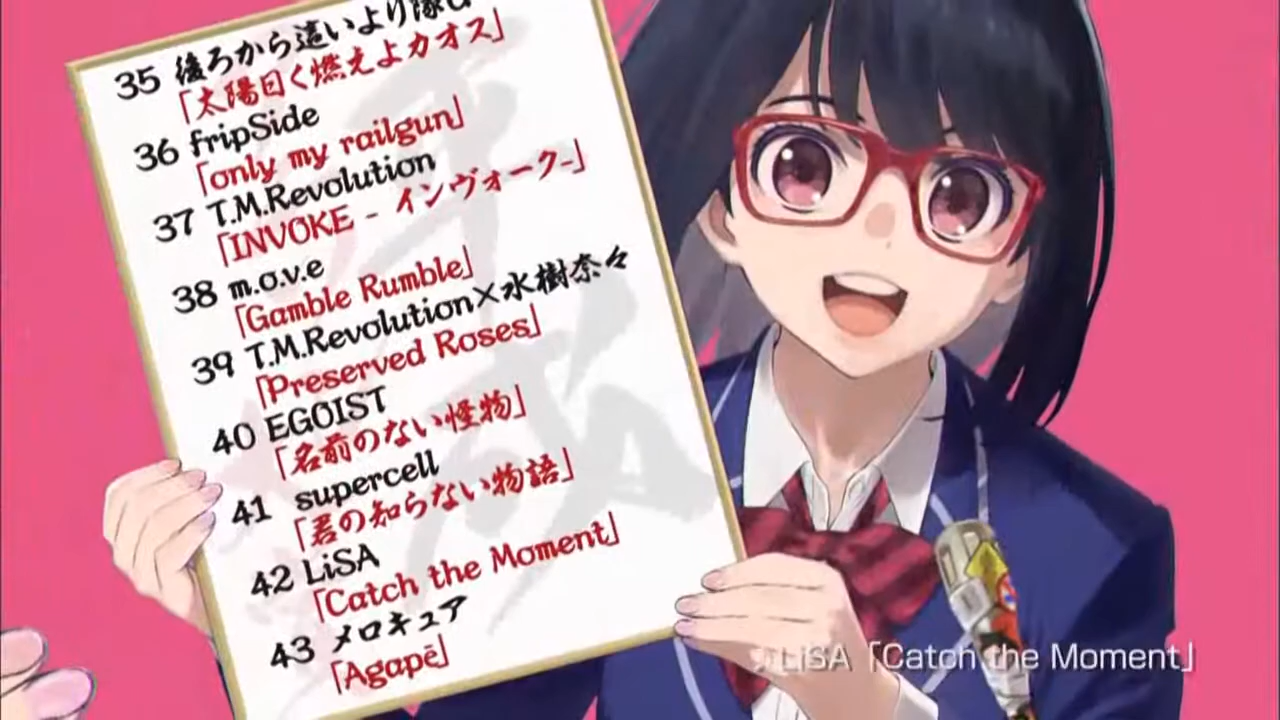 35 後ろから這いより隊G
「太陽曰く燃えよカオス」
36 fripSide
「only my railgun」
37 T.M.Revolution
「INVOKE - インヴォーク-」
38 m.o.v.e
「Gamble Rumble」
39 T.M.Revolution×水樹奈々
「Preserved Roses」
40 EGOIST
「名前のない怪物」
41 supercell
「君の知らない物語」
42 LiSA
「Catch the Moment」
43 メロキュア
「Agapē」
LiSA「Catch the Moment」